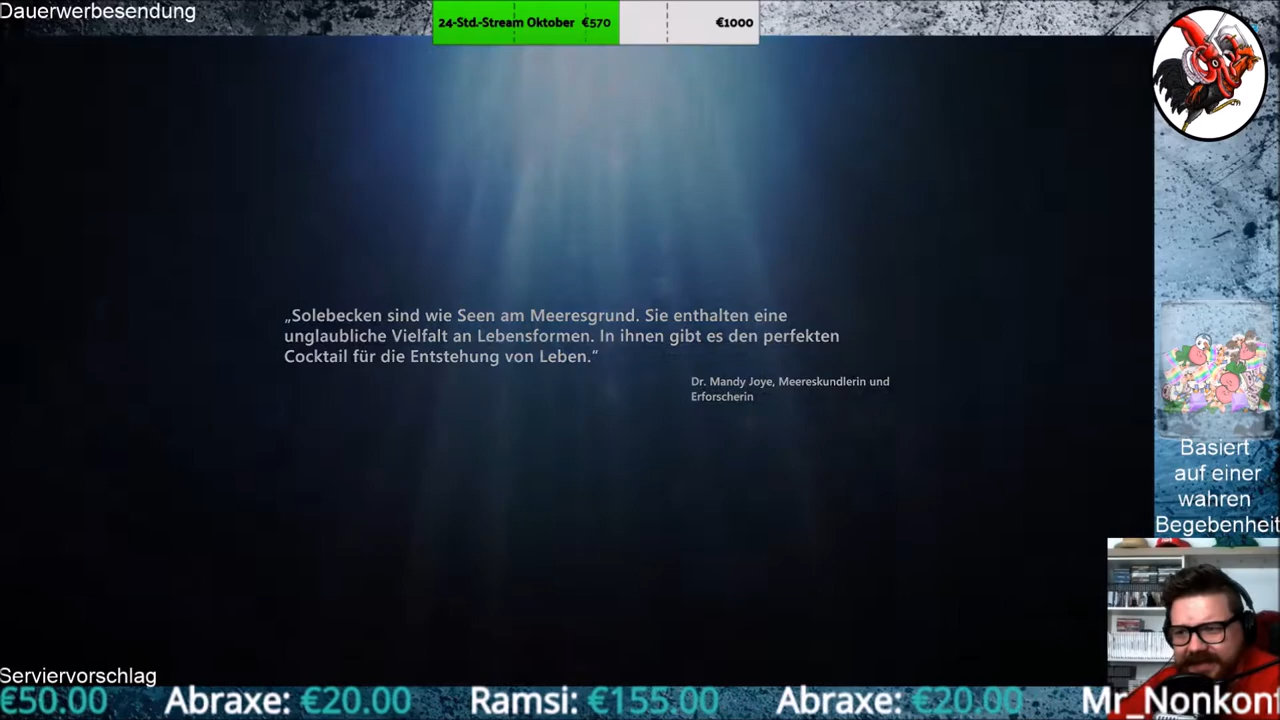 Dauerwerbesendung
24-Std.-Stream Oktober €570 €1000
„Solebecken sind wie Seen am Meeresgrund. Sie enthalten eine
unglaubliche Vielfalt an Lebensformen. In ihnen gibt es den perfekten
Cocktail für die Entstehung von Leben.“
Dr. Mandy Joye, Meereskundlerin und
Erforscherin
Basiert
auf einer
wahren
Begebenheit
Serviervorschlag
€50.00 Abraxe: €20.00 Ramsi: €155.00 Abraxe: €20.00 Mr_Nonkonf